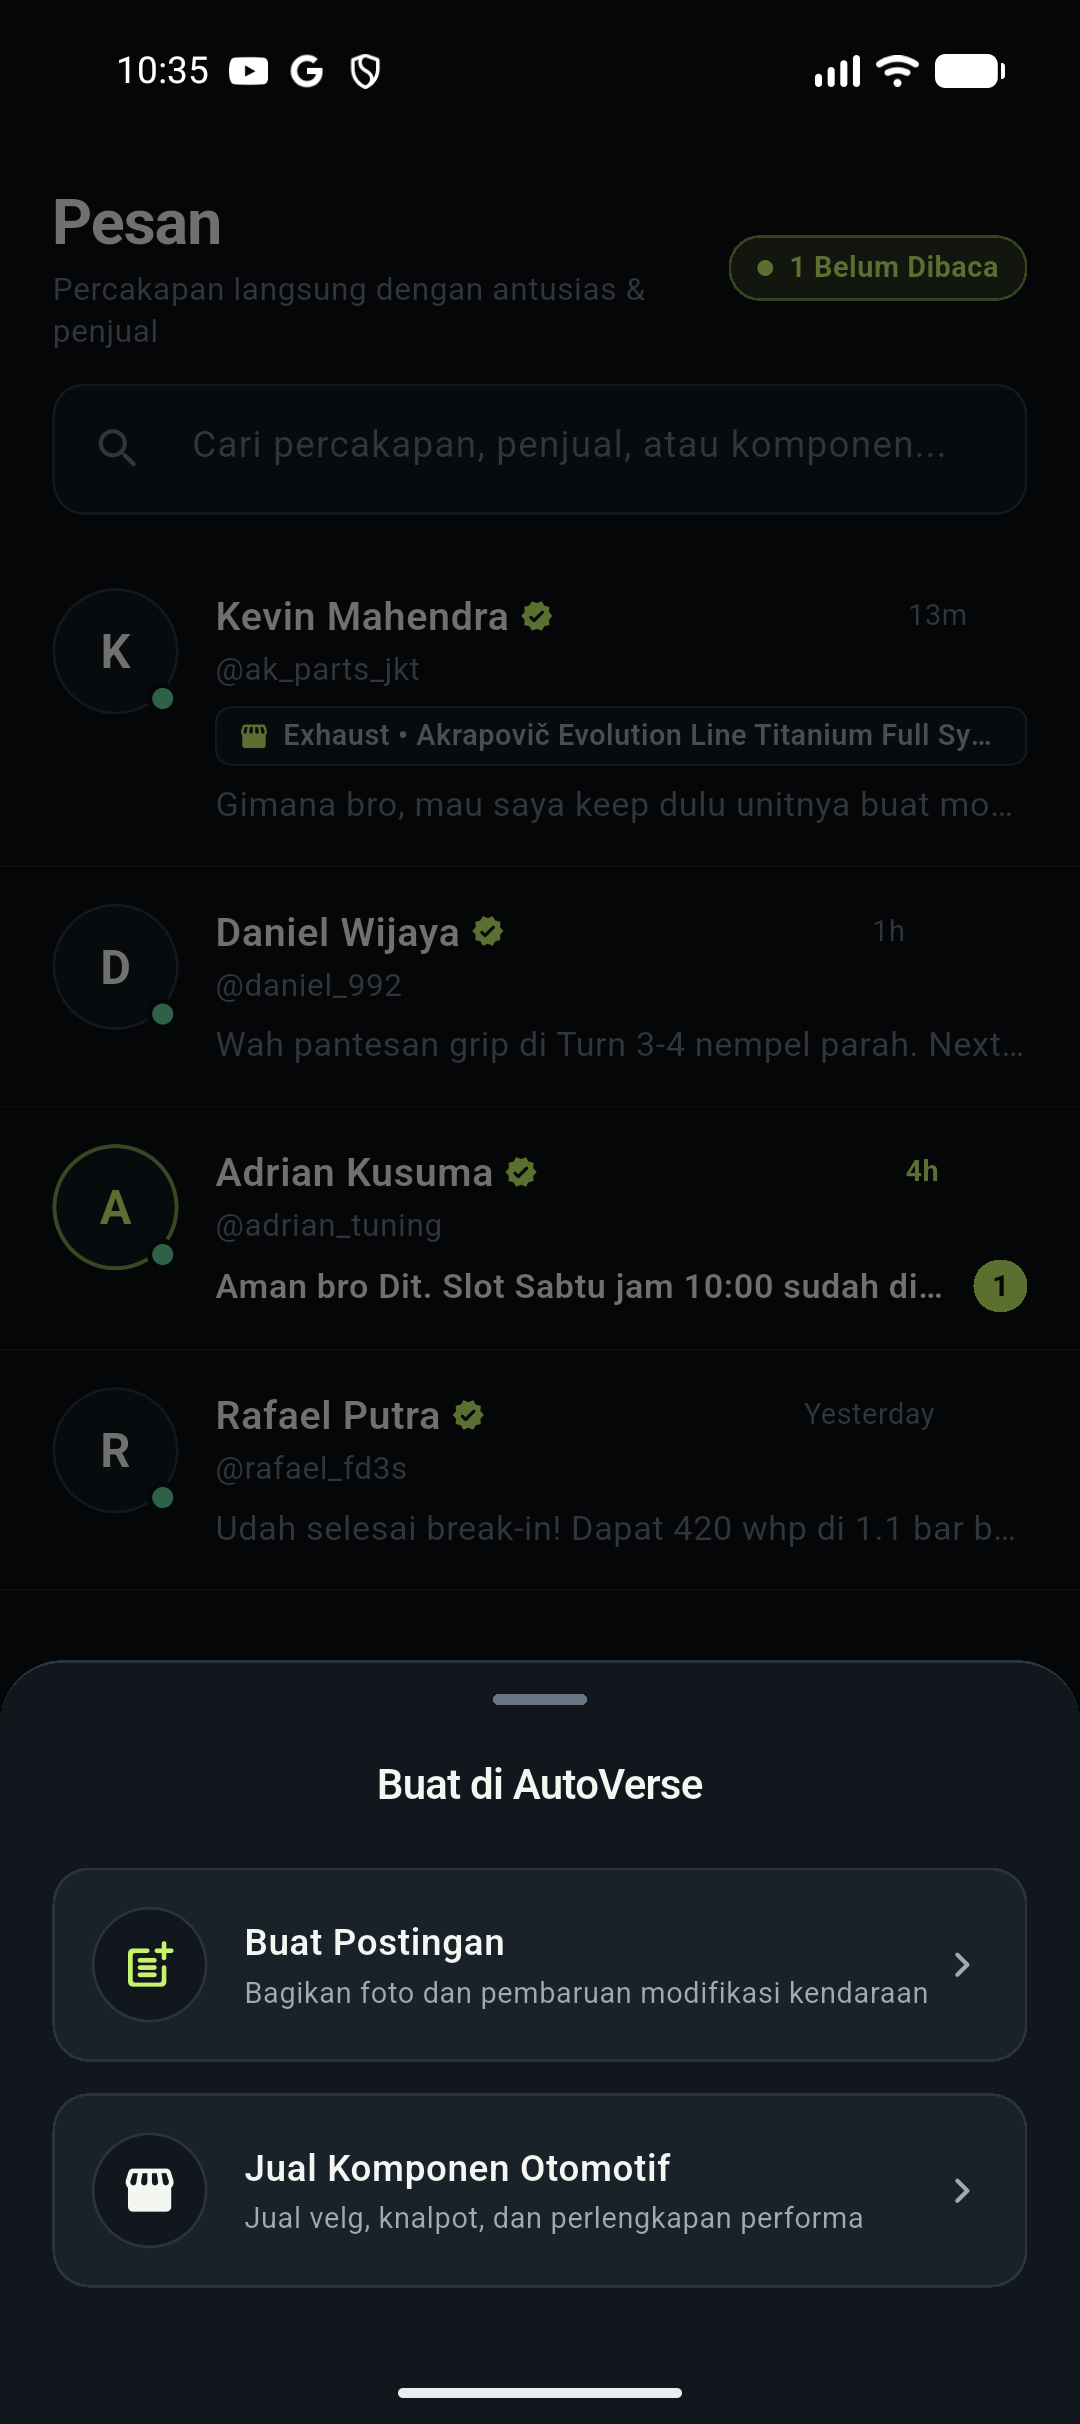 10:35
Pesan
Percakapan langsung dengan antusias &
penjual
1 Belum Dibaca
Cari percakapan, penjual, atau komponen...
K
Kevin Mahendra
13m
@ak_parts_jkt
Exhaust • Akrapovič Evolution Line Titanium Full Sy...
Gimana bro, mau saya keep dulu unitnya buat mo...
D
Daniel Wijaya
1h
@daniel_992
Wah pantesan grip di Turn 3-4 nempel parah. Next...
A
Adrian Kusuma
4h
@adrian_tuning
Aman bro Dit. Slot Sabtu jam 10:00 sudah di...
1
R
Rafael Putra
Yesterday
@rafael_fd3s
Udah selesai break-in! Dapat 420 whp di 1.1 bar b...
Buat di AutoVerse
Buat Postingan
Bagikan foto dan pembaruan modifikasi kendaraan
Jual Komponen Otomotif
Jual velg, knalpot, dan perlengkapan performa